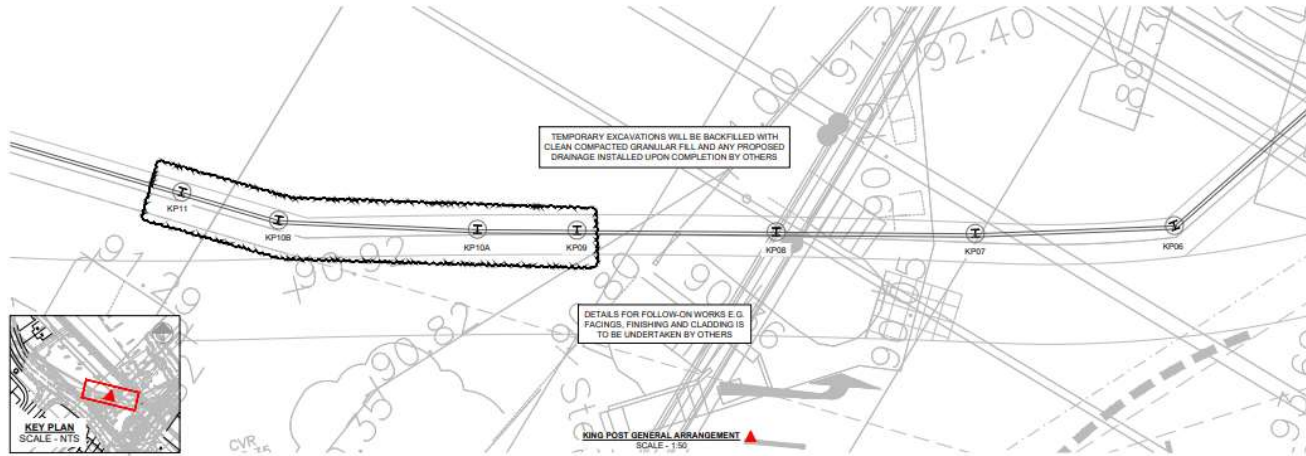 91.2
92.40
TEMPORARY EXCAVATIONS WILL BE BACKFILLED WITH
CLEAN COMPACTED GRANULAR FILL AND ANY PROPOSED
DRAINAGE INSTALLED UPON COMPLETION BY OTHERS
KP11
KP10B
KP10A
KP09
KP08
KP07
KP06
90.92
90.82
DETAILS FOR FOLLOW-ON WORKS E.G.
FACINGS, FINISHING AND CLADDING IS
TO BE UNDERTAKEN BY OTHERS
KEY PLAN
SCALE - NTS
CVR
KING POST GENERAL ARRANGEMENT
SCALE - 1:50